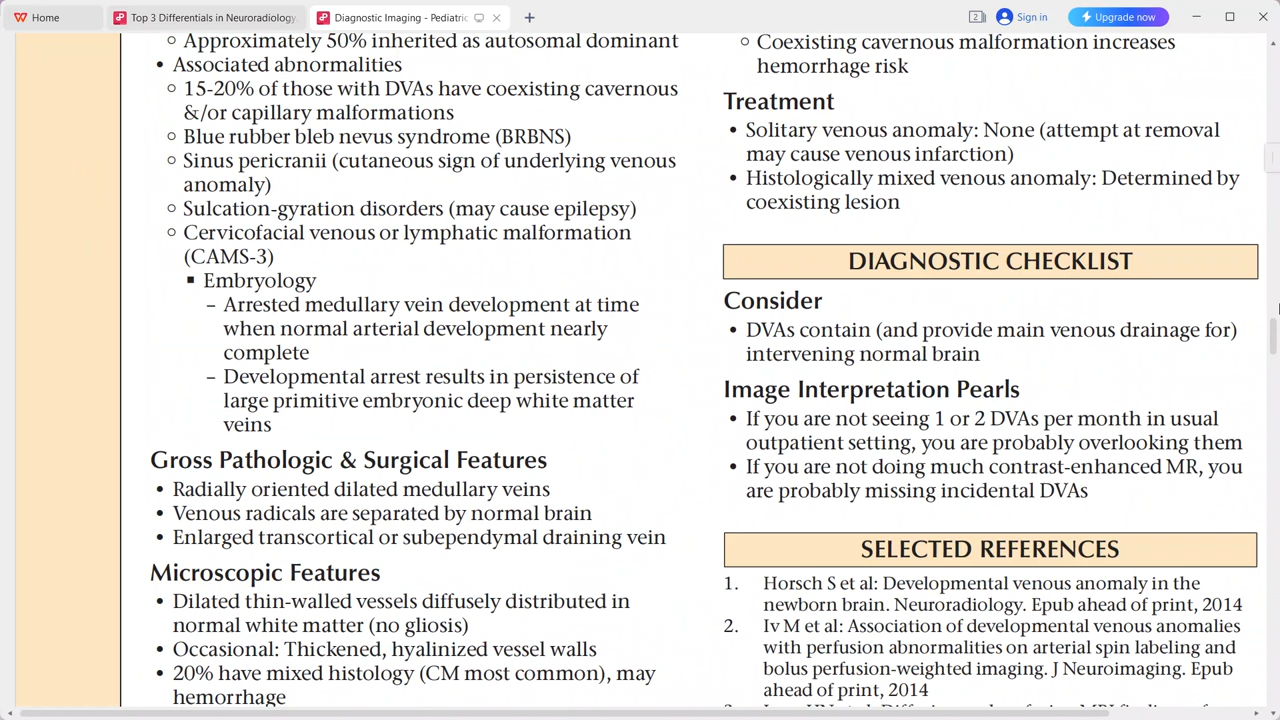 Home
Top 3 Differentials in Neuroradiology
Diagnostic Imaging - Pediatric
2
Sign in
Upgrade now
○ Approximately 50% inherited as autosomal dominant
• Associated abnormalities
○ 15-20% of those with DVAs have coexisting cavernous
&/or capillary malformations
○ Blue rubber bleb nevus syndrome (BRBNS)
○ Sinus pericranii (cutaneous sign of underlying venous
anomaly)
○ Sulcation-gyration disorders (may cause epilepsy)
○ Cervicofacial venous or lymphatic malformation
(CAMS-3)
▪ Embryology
– Arrested medullary vein development at time
when normal arterial development nearly
complete
– Developmental arrest results in persistence of
large primitive embryonic deep white matter
veins
Gross Pathologic & Surgical Features
• Radially oriented dilated medullary veins
• Venous radicals are separated by normal brain
• Enlarged transcortical or subependymal draining vein
Microscopic Features
• Dilated thin-walled vessels diffusely distributed in
normal white matter (no gliosis)
• Occasional: Thickened, hyalinized vessel walls
• 20% have mixed histology (CM most common), may
hemorrhage
○ Coexisting cavernous malformation increases
hemorrhage risk
Treatment
• Solitary venous anomaly: None (attempt at removal
may cause venous infarction)
• Histologically mixed venous anomaly: Determined by
coexisting lesion
DIAGNOSTIC CHECKLIST
Consider
• DVAs contain (and provide main venous drainage for)
intervening normal brain
Image Interpretation Pearls
• If you are not seeing 1 or 2 DVAs per month in usual
outpatient setting, you are probably overlooking them
• If you are not doing much contrast-enhanced MR, you
are probably missing incidental DVAs
SELECTED REFERENCES
1. Horsch S et al: Developmental venous anomaly in the
newborn brain. Neuroradiology. Epub ahead of print, 2014
2. Iv M et al: Association of developmental venous anomalies
with perfusion abnormalities on arterial spin labeling and
bolus perfusion-weighted imaging. J Neuroimaging. Epub
ahead of print, 2014